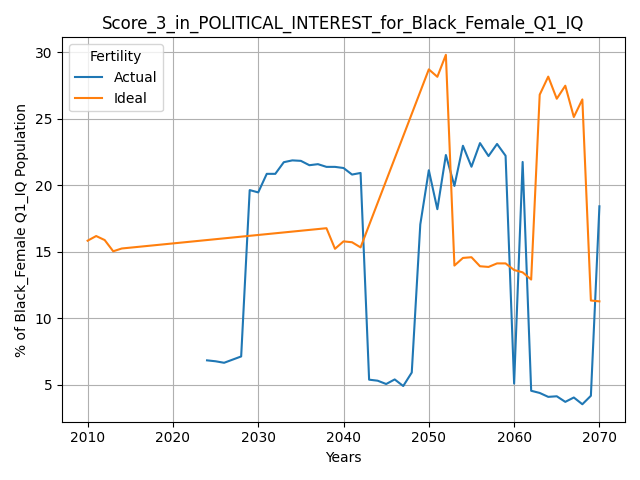 Score_3_in_POLITICAL_INTEREST_for_Black_Female_Q1_IQ
% of Black_Female Q1_IQ Population
30
25
20
15
10
5
Fertility
Actual
Ideal
2010 2020 2030 2040 2050 2060 2070
Years